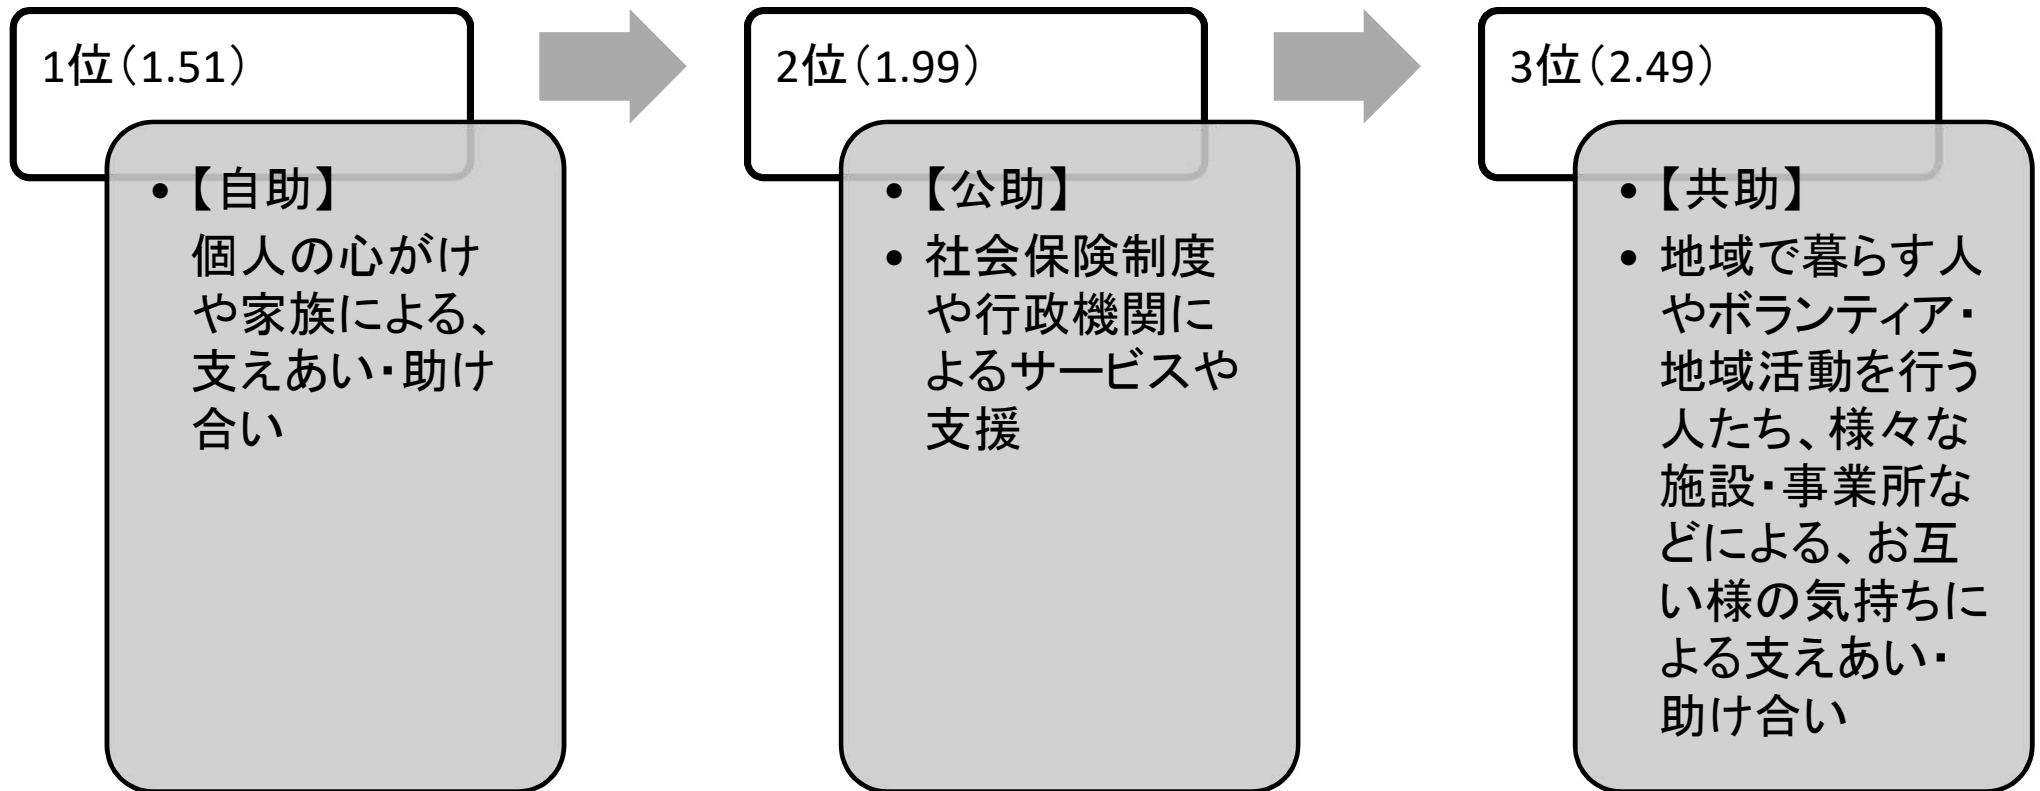 1位（1.51）
• 【自助】
個人の心がけ
や家族による、
支えあい・助け
合い
2位（1.99）
• 【公助】
• 社会保険制度
や行政機関に
よるサービスや
支援
3位（2.49）
• 【共助】
• 地域で暮らす人
やボランティア・
地域活動を行う
人たち、様々な
施設・事業所な
どによる、お互
い様の気持ちに
よる支えあい・
助け合い